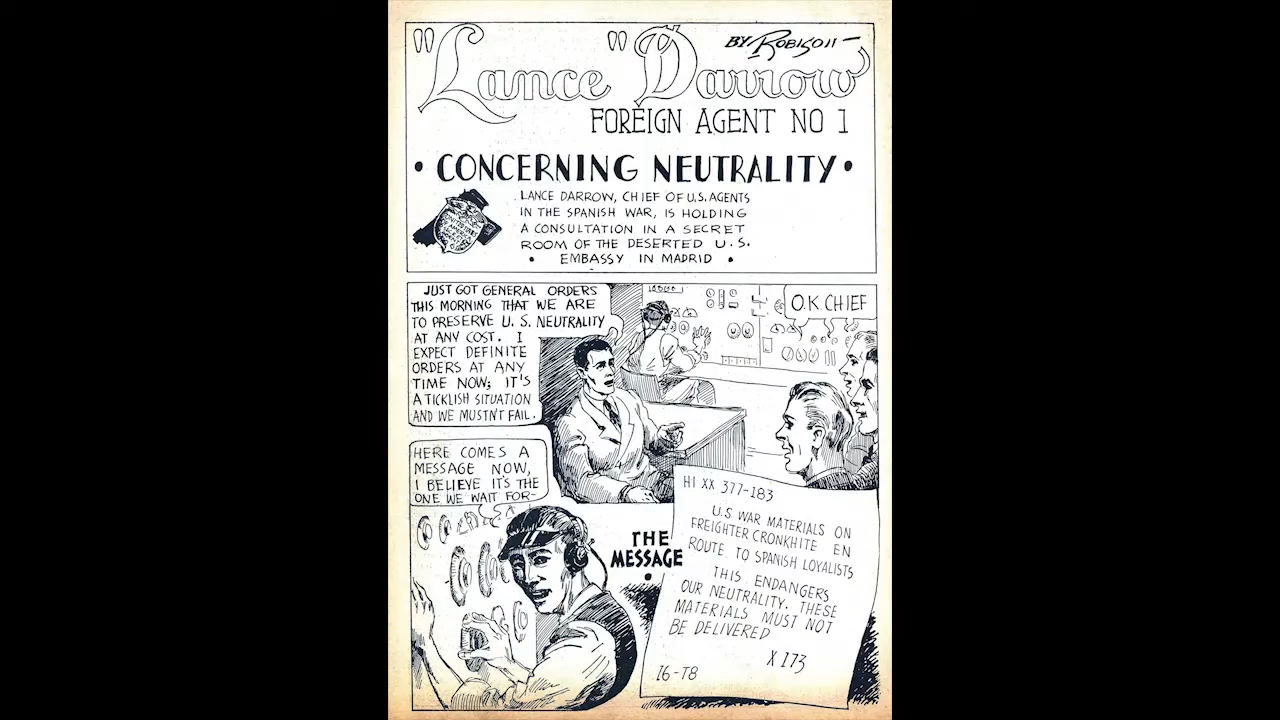 "Lance" Darrow
BY ROBISON
FOREIGN AGENT NO 1
• CONCERNING NEUTRALITY •
LANCE DARROW, CHIEF OF U.S. AGENTS
IN THE SPANISH WAR, IS HOLDING
A CONSULTATION IN A SECRET
ROOM OF THE DESERTED U.S.
• EMBASSY IN MADRID •
JUST GOT GENERAL ORDERS
THIS MORNING THAT WE ARE
TO PRESERVE U.S. NEUTRALITY
AT ANY COST. I
EXPECT DEFINITE
ORDERS AT ANY
TIME NOW; IT'S
A TICKLISH SITUATION
AND WE MUSTN'T FAIL.
O.K. CHIEF
HERE COMES A
MESSAGE NOW,
I BELIEVE IT'S THE
ONE WE WAIT FOR-
THE
MESSAGE
HI XX 377-183
U.S WAR MATERIALS ON
FREIGHTER CRONKHITE EN
ROUTE TO SPANISH LOYALISTS
THIS ENDANGERS
OUR NEUTRALITY. THESE
MATERIALS MUST NOT
BE DELIVERED
X 173
16-T8